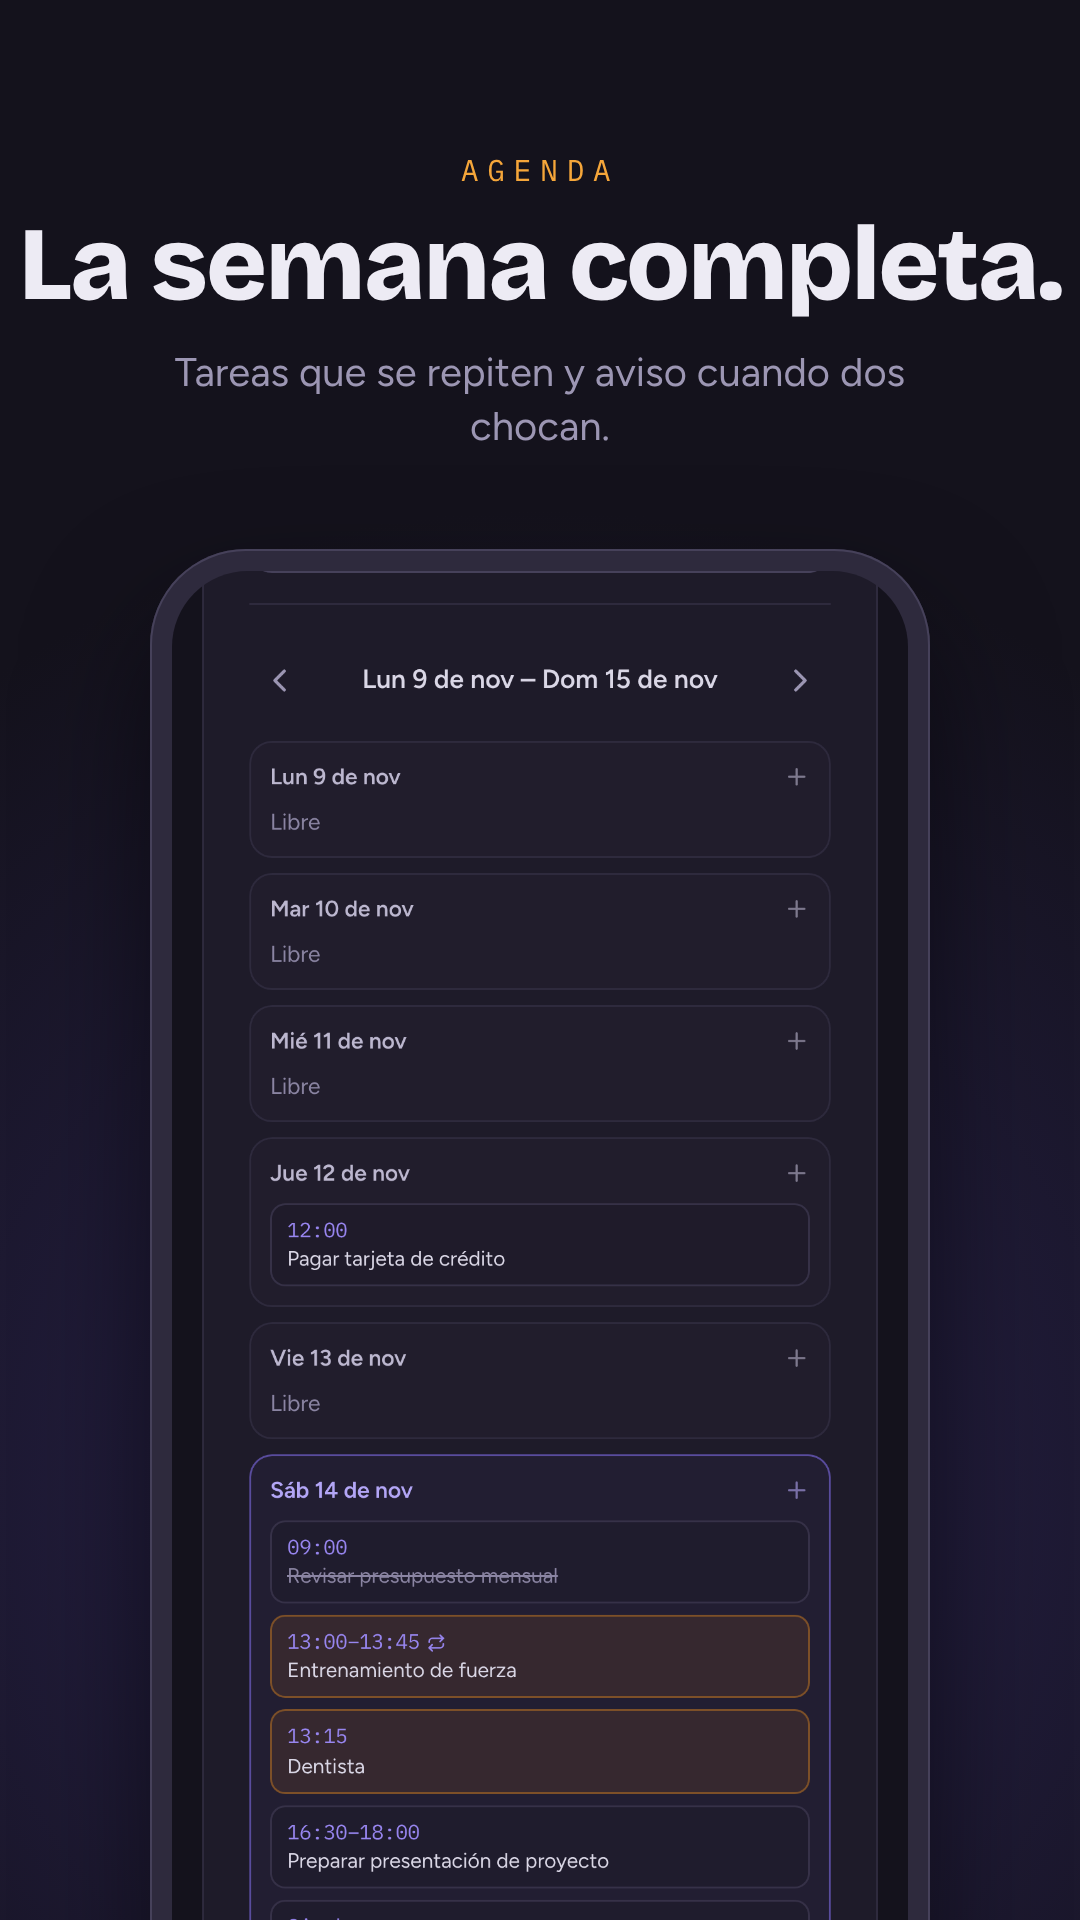 AGENDA
La semana completa.
Tareas que se repiten y aviso cuando dos
chocan.
Lun 9 de nov – Dom 15 de nov
Lun 9 de nov
Libre
Mar 10 de nov
Libre
Mié 11 de nov
Libre
Jue 12 de nov
12:00
Pagar tarjeta de crédito
Vie 13 de nov
Libre
Sáb 14 de nov
09:00
Revisar presupuesto mensual
13:00–13:45
Entrenamiento de fuerza
13:15
Dentista
16:30–18:00
Preparar presentación de proyecto